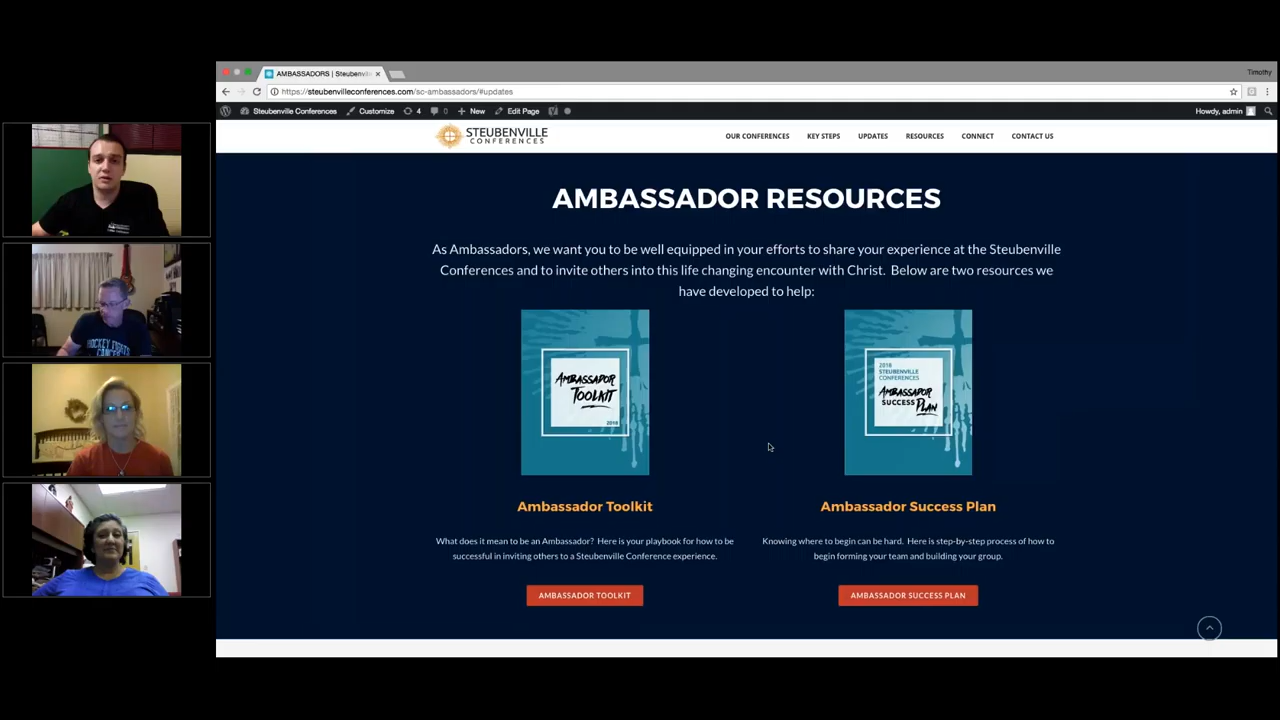 AMBASSADORS | Steubenvill
Timothy
https://steubenvilleconferences.com/sc-ambassadors/#updates
Steubenville Conferences Customize 4 0 New Edit Page Howdy, admin
STEUBENVILLE
CONFERENCES
OUR CONFERENCES KEY STEPS UPDATES RESOURCES CONNECT CONTACT US
AMBASSADOR RESOURCES
As Ambassadors, we want you to be well equipped in your efforts to share your experience at the Steubenville
Conferences and to invite others into this life changing encounter with Christ. Below are two resources we
have developed to help:
AMBASSADOR
TOOLKIT
2018
2018
STEUBENVILLE
CONFERENCES
AMBASSADOR
SUCCESS PLAN
Ambassador Toolkit
Ambassador Success Plan
What does it mean to be an Ambassador? Here is your playbook for how to be
successful in inviting others to a Steubenville Conference experience.
Knowing where to begin can be hard. Here is step-by-step process of how to
begin forming your team and building your group.
AMBASSADOR TOOLKIT
AMBASSADOR SUCCESS PLAN
HOCKEY FIGHTS
CANCER